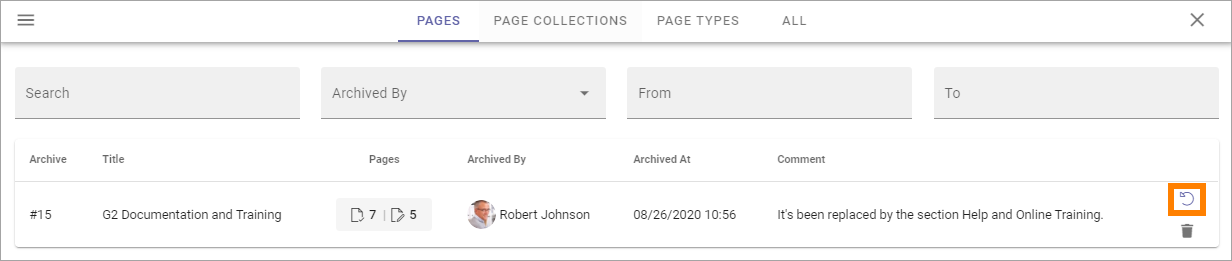 PAGES PAGE COLLECTIONS PAGE TYPES ALL
Search Archived By From To
Archive Title Pages Archived By Archived At Comment
#15 G2 Documentation and Training 7 | 5 Robert Johnson 08/26/2020 10:56 It's been replaced by the section Help and Online Training.